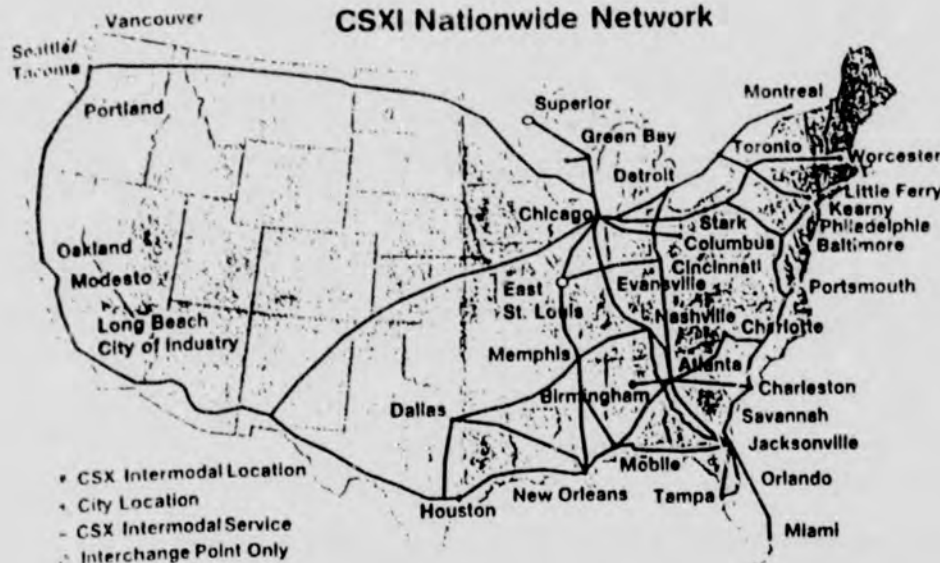 CSXI Nationwide Network
Vancouver
Seattle/
Tacoma
Portland
Superior
Green Bay
Montreal
Toronto
Worcester
Detroit
Little Ferry
Kearny
Chicago
Stark
Philadelphia
Columbus
Baltimore
Oakland
Cincinnati
Modesto
East
St. Louis
Evansville
Portsmouth
Long Beach
City of Industry
Nashville
Charlotte
Memphis
Atlanta
Birmingham
Charleston
Dallas
Savannah
Jacksonville
Mobile
Orlando
New Orleans
Tampa
Houston
Miami
CSX Intermodal Location
City Location
- CSX Intermodal Service
Interchange Point Only